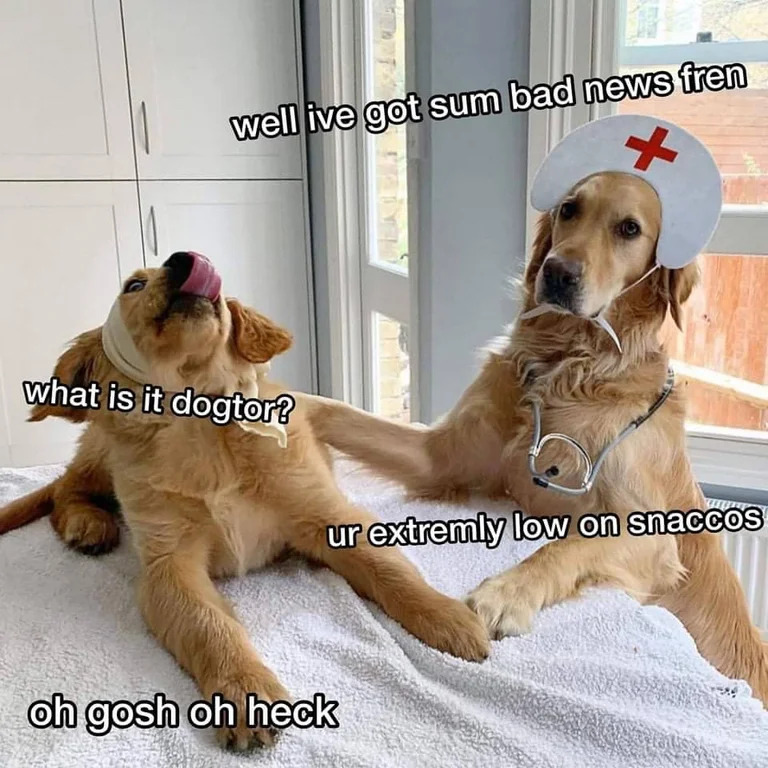 well ive got sum bad news fren
what is it dogtor?
ur extremly low on snaccos
oh gosh oh heck